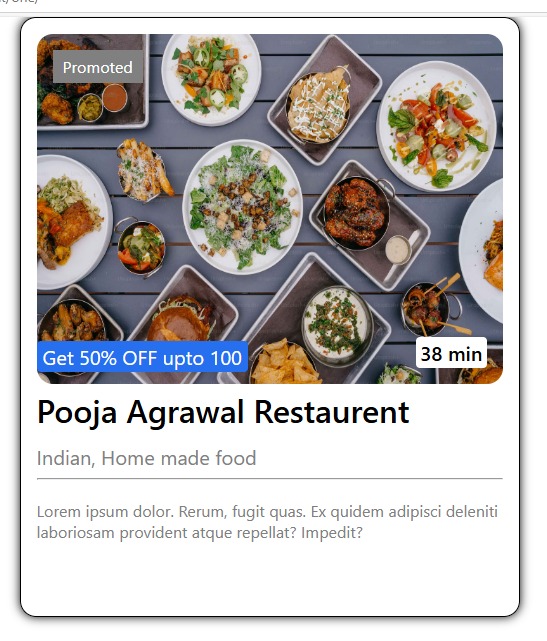 Promoted
Get 50% OFF upto 100
38 min
Pooja Agrawal Restaurent
Indian, Home made food
Lorem ipsum dolor. Rerum, fugit quas. Ex quidem adipisci deleniti
laboriosam provident atque repellat? Impedit?